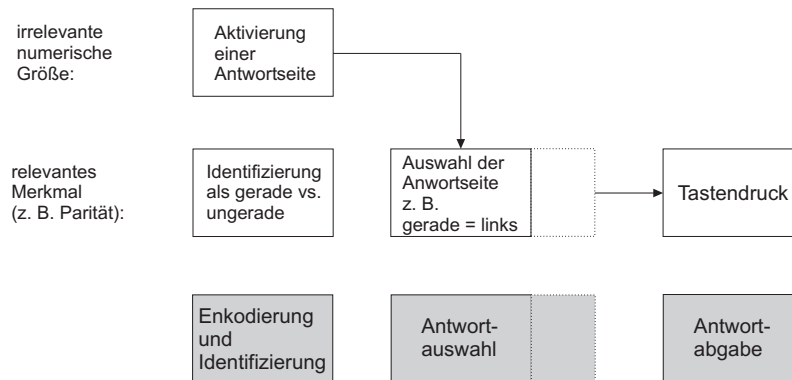 irrelevante
numerische
Größe:
Aktivierung
einer
Antwortseite
relevantes
Merkmal
(z. B. Parität):
Identifizierung
als gerade vs.
ungerade
Auswahl der
Anwortseite
z. B.
gerade = links
Tastendruck
Enkodierung
und
Identifizierung
Antwort-
auswahl
Antwort-
abgabe